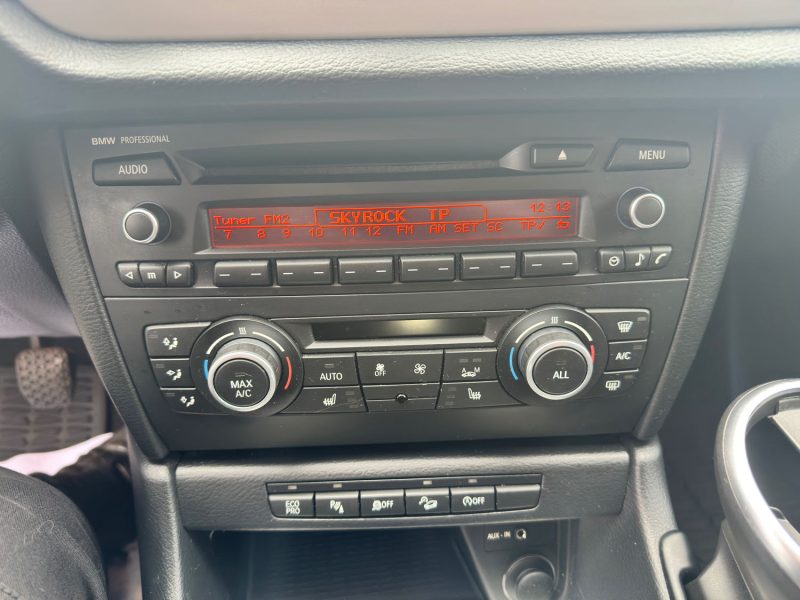 BMW PROFESSIONAL
AUDIO
MENU
Tuner FM2 SKYROCK TP 12:13
7 8 9 10 11 12 FM AM SET SC TP/
m
MAX A/C
AUTO
OFF
A M
ALL
A/C
ECO PRO
OFF
OFF
AUX-IN